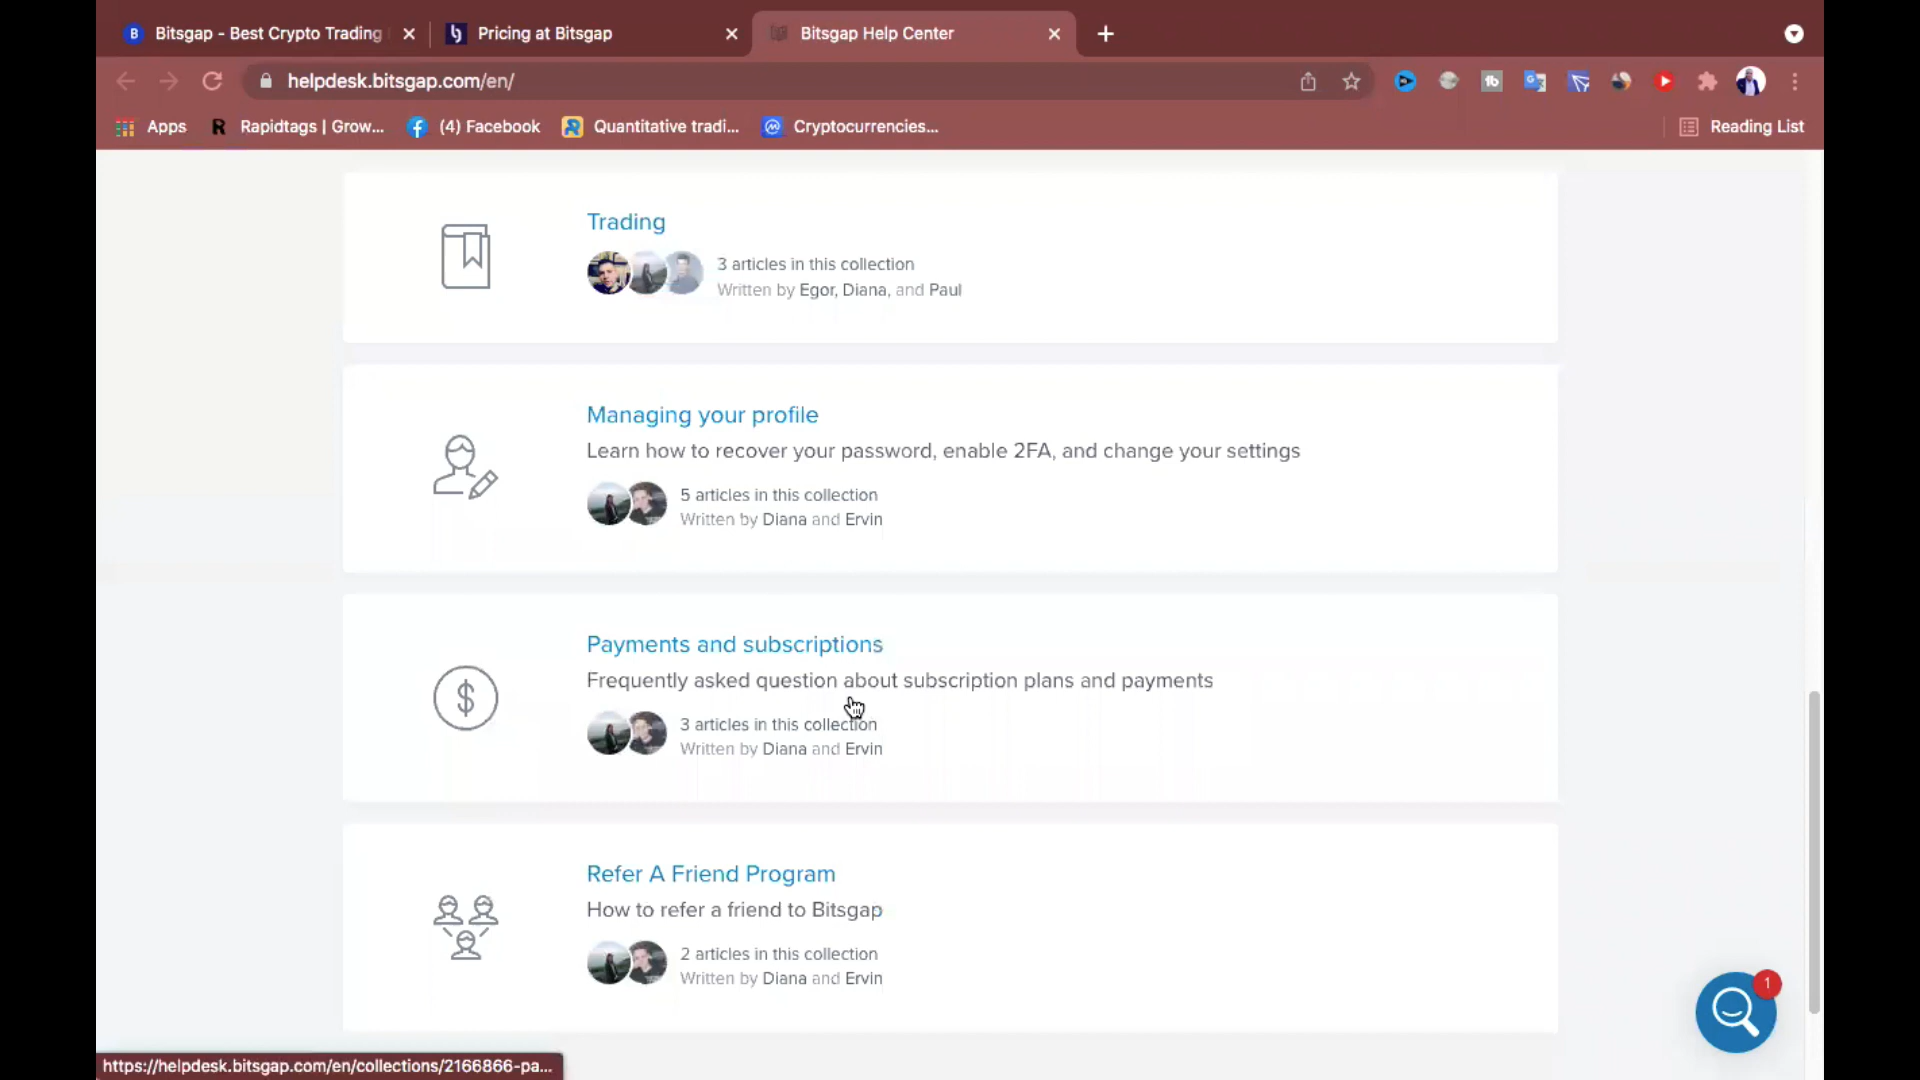 Bitsgap - Best Crypto Trading
Pricing at Bitsgap
Bitsgap Help Center
helpdesk.bitsgap.com/en/
Apps
Rapidtags | Grow...
(4) Facebook
Quantitative tradi...
Cryptocurrencies...
Reading List
Trading
3 articles in this collection
Written by Egor, Diana, and Paul
Managing your profile
Learn how to recover your password, enable 2FA, and change your settings
5 articles in this collection
Written by Diana and Ervin
Payments and subscriptions
Frequently asked question about subscription plans and payments
3 articles in this collection
Written by Diana and Ervin
Refer A Friend Program
How to refer a friend to Bitsgap
2 articles in this collection
Written by Diana and Ervin
1
https://helpdesk.bitsgap.com/en/collections/2166866-pa...